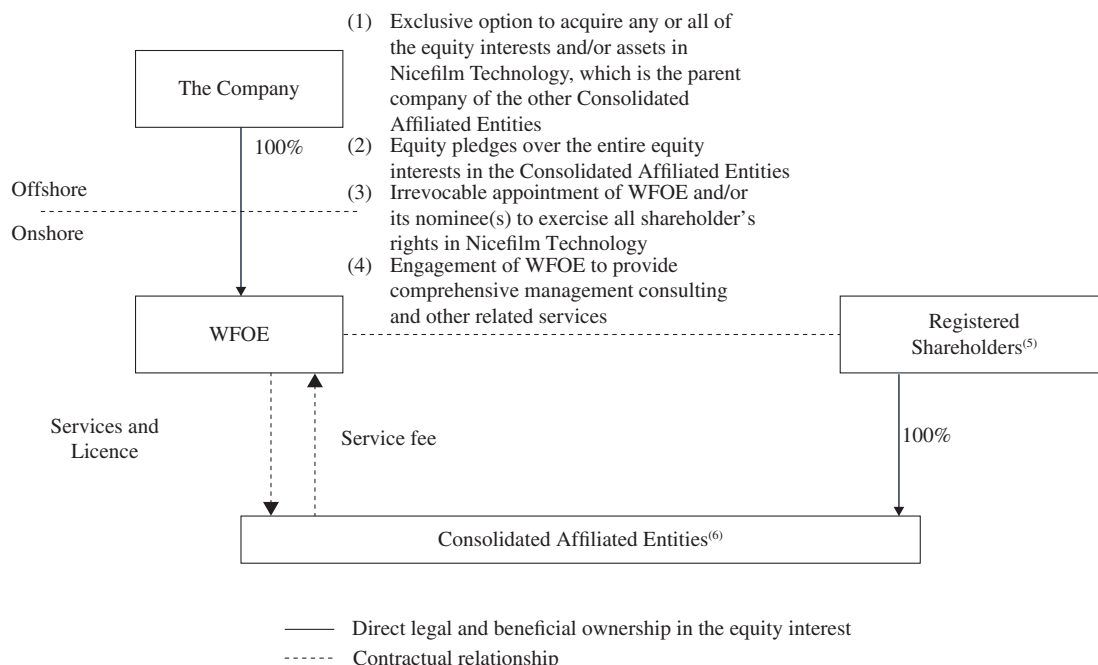 (1) Exclusive option to acquire any or all of
the equity interests and/or assets in
Nicefilm Technology, which is the parent
company of the other Consolidated
Affiliated Entities
The Company
100%
(2) Equity pledges over the entire equity
interests in the Consolidated Affiliated Entities
Offshore
(3) Irrevocable appointment of WFOE and/or
its nominee(s) to exercise all shareholder's
rights in Nicefilm Technology
Onshore
(4) Engagement of WFOE to provide
comprehensive management consulting
and other related services
WFOE
Registered
Shareholders(5)
Services and
Licence
Service fee
100%
Consolidated Affiliated Entities(6)
Direct legal and beneficial ownership in the equity interest
Contractual relationship